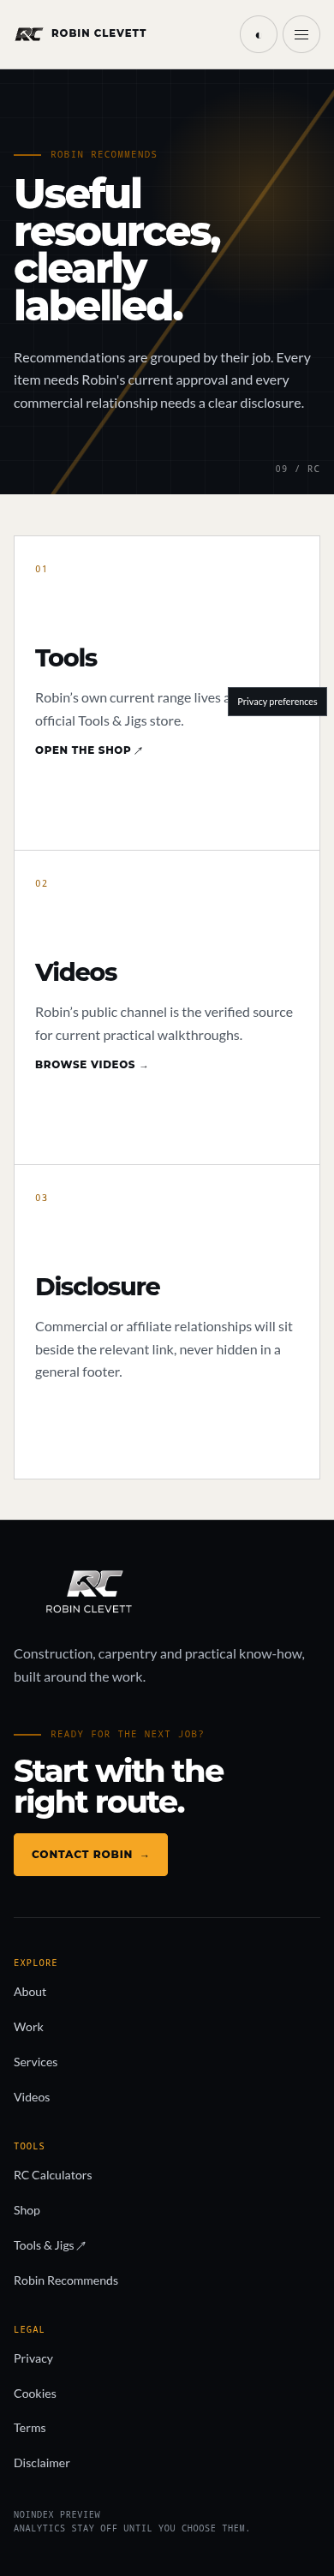 RC ROBIN CLEVETT
ROBIN RECOMMENDS
Useful
resources,
clearly
labelled.
Recommendations are grouped by their job. Every
item needs Robin's current approval and every
commercial relationship needs a clear disclosure.
09 / RC
01
Tools
Robin’s own current range lives
official Tools & Jigs store.
Privacy preferences
OPEN THE SHOP ↗
02
Videos
Robin’s public channel is the verified source
for current practical walkthroughs.
BROWSE VIDEOS →
03
Disclosure
Commercial or affiliate relationships will sit
beside the relevant link, never hidden in a
general footer.
RC
ROBIN CLEVETT
Construction, carpentry and practical know-how,
built around the work.
READY FOR THE NEXT JOB?
Start with the
right route.
CONTACT ROBIN →
EXPLORE
About
Work
Services
Videos
TOOLS
RC Calculators
Shop
Tools & Jigs ↗
Robin Recommends
LEGAL
Privacy
Cookies
Terms
Disclaimer
NOINDEX PREVIEW
ANALYTICS STAY OFF UNTIL YOU CHOOSE THEM.